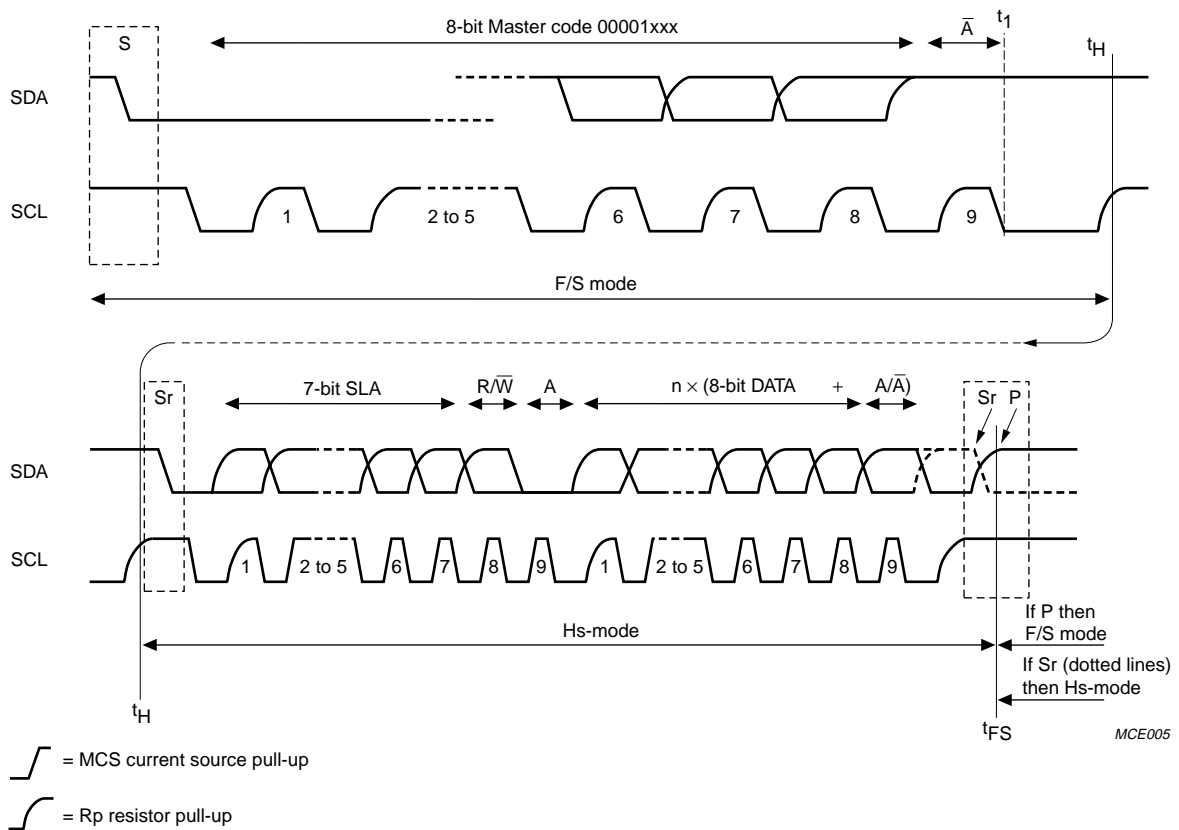 8-bit Master code 00001xxx
A̅
t1
S
tH
SDA
SCL
1
2 to 5
6
7
8
9
F/S mode
7-bit SLA
R/W̅
A
n × (8-bit DATA + A/A̅)
Sr
Sr P
SDA
SCL
1
2 to 5
6
7
8
9
1
2 to 5
6
7
8
9
If P then
F/S mode
Hs-mode
If Sr (dotted lines)
then Hs-mode
tH
tFS
MCE005
= MCS current source pull-up
= Rp resistor pull-up